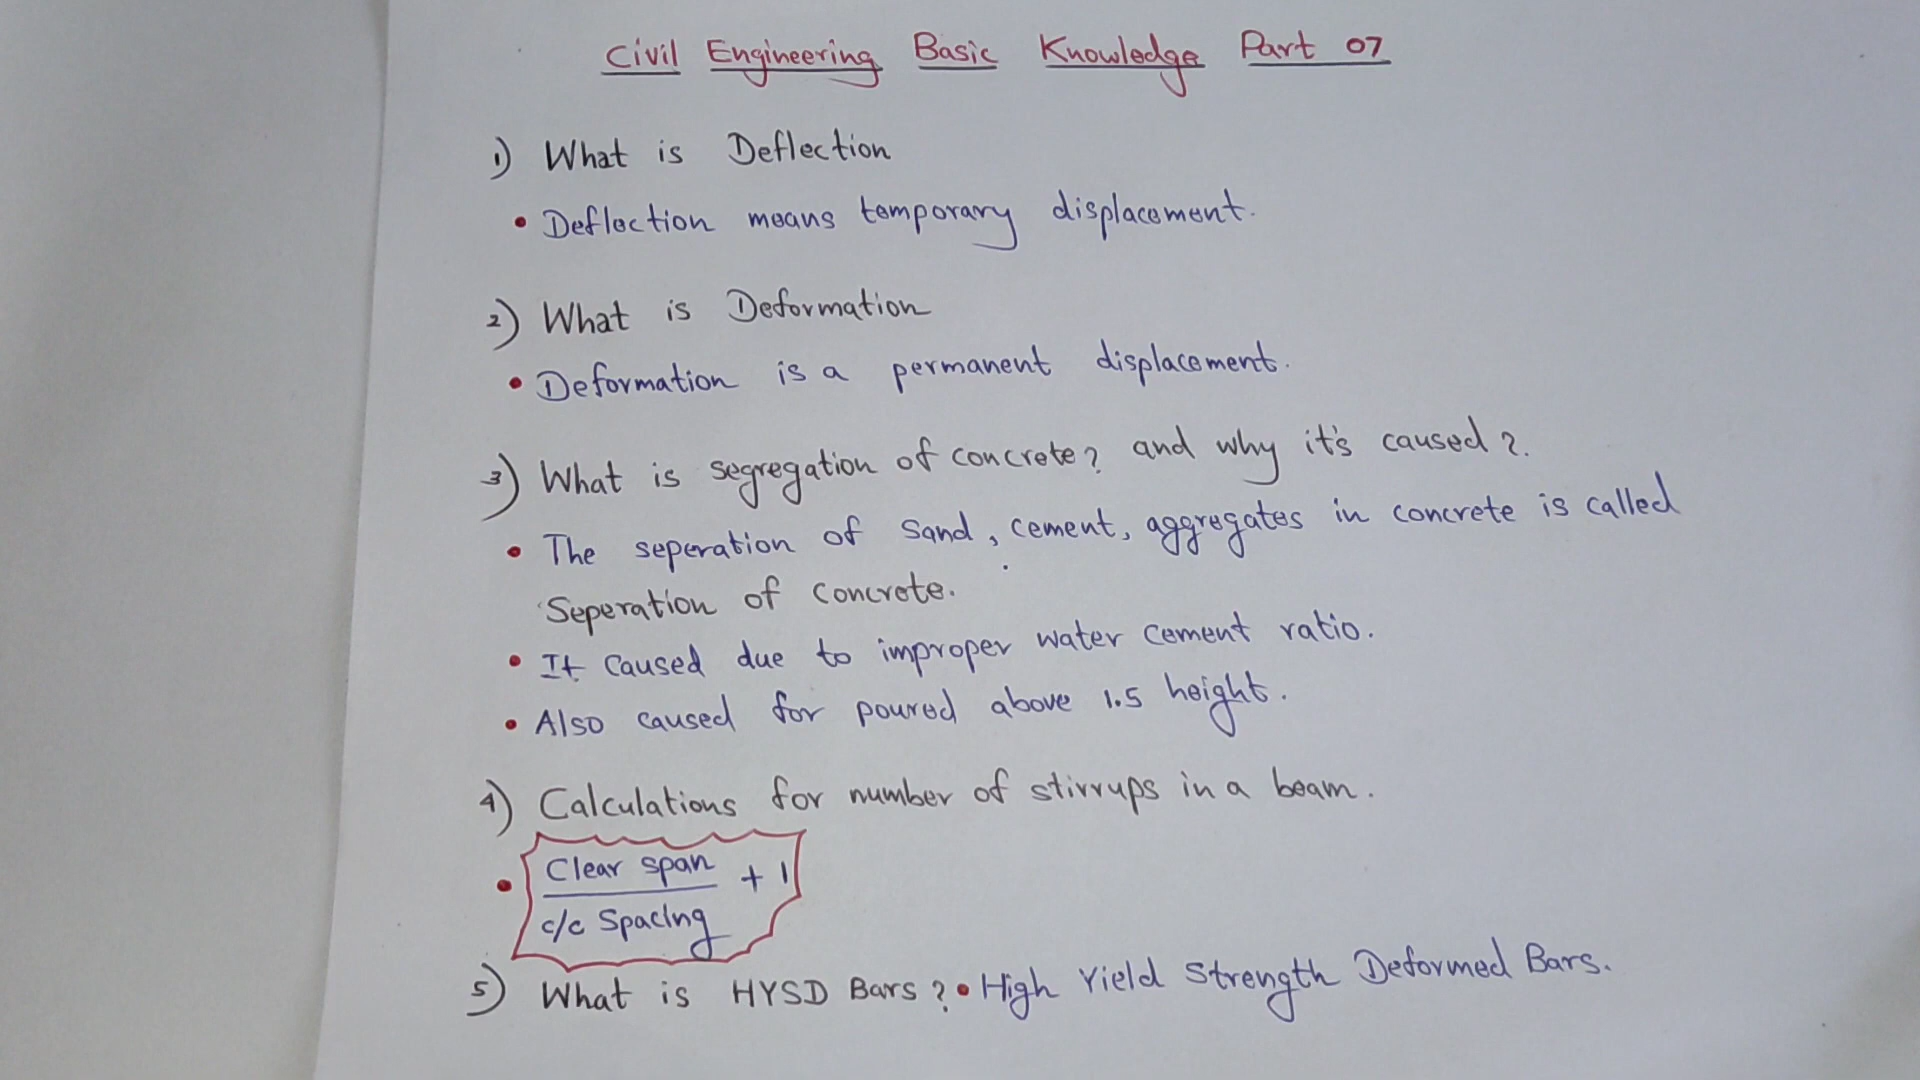 Civil Engineering Basic Knowledge Part 07
1) What is Deflection
• Deflection means temporary displacement.
2) What is Deformation
• Deformation is a permanent displacement.
3) What is segregation of concrete? and why it's caused?.
• The seperation of sand, cement, aggregates in concrete is called
Seperation of concrete.
• It caused due to improper water cement ratio.
• Also caused for poured above 1.5 height.
4) Calculations for number of stirrups in a beam.
• Clear span + 1
c/c Spacing
5) What is HYSD Bars? • High Yield Strength Deformed Bars.